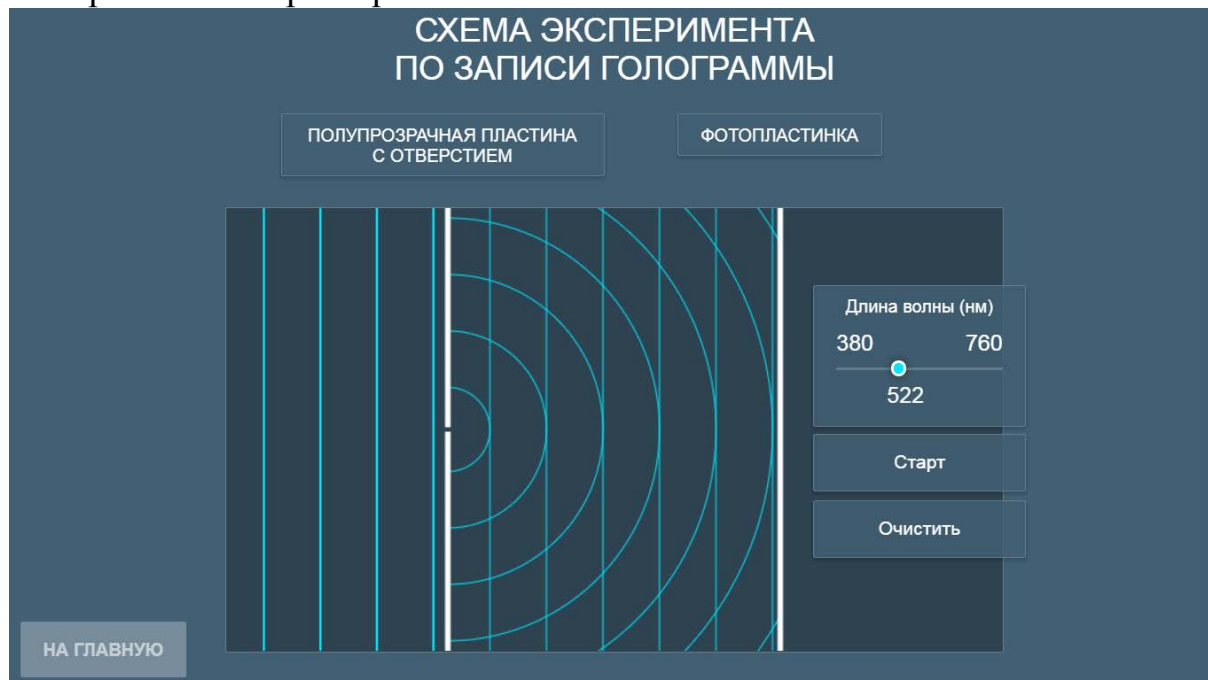 СХЕМА ЭКСПЕРИМЕНТА
ПО ЗАПИСИ ГОЛОГРАММЫ
ПОЛУПРОЗРАЧНАЯ ПЛАСТИНА
С ОТВЕРСТИЕМ
ФОТОПЛАСТИНКА
Длина волны (нм)
380 760
522
Старт
Очистить
НА ГЛАВНУЮ